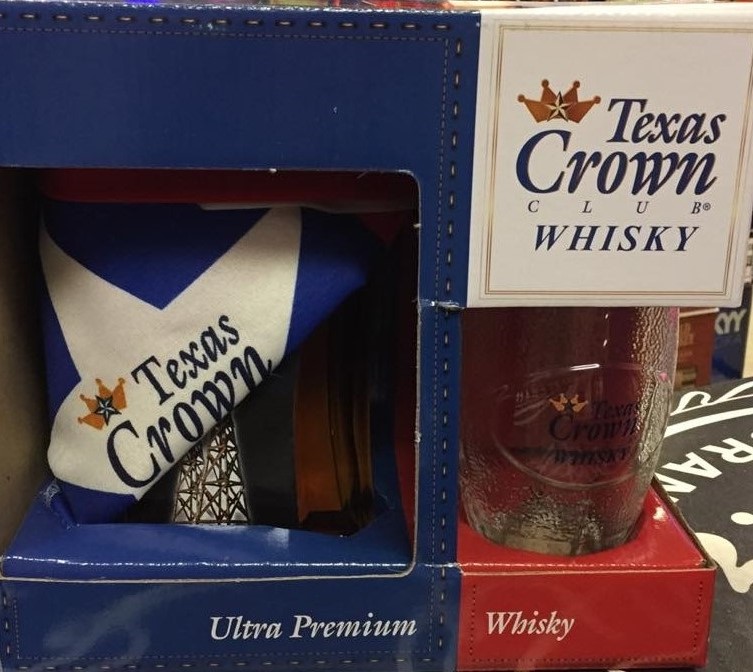 Texas
Crown
CLUB®
WHISKY
Texas
Crown
Texas
Crown
WHISKY
Ultra Premium
Whisky